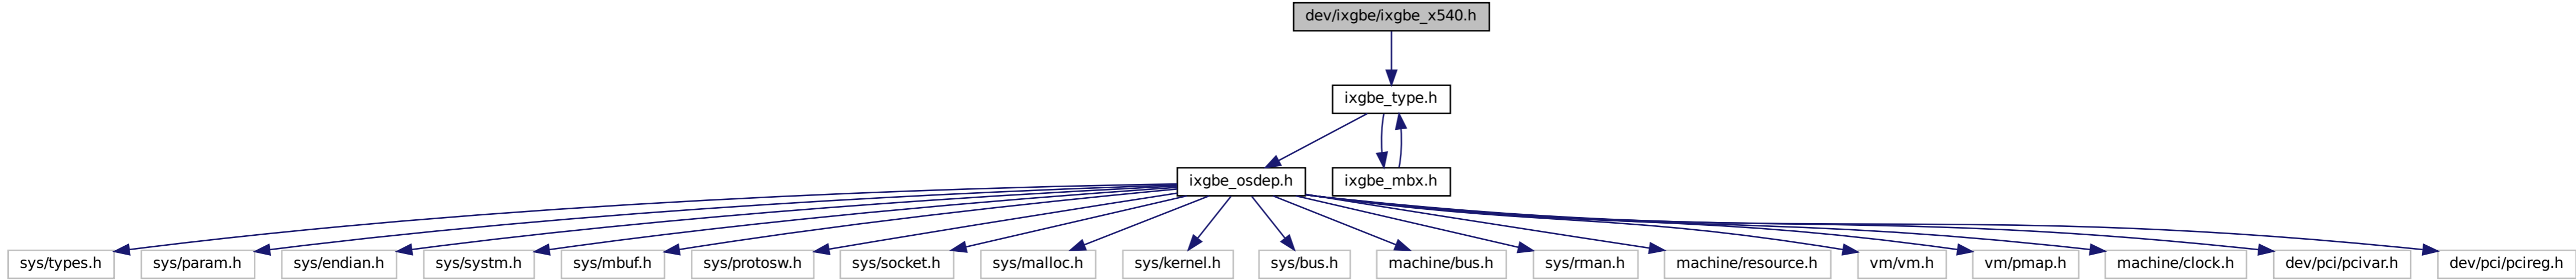 dev/ixgbe/ixgbe_x540.h
ixgbe_type.h
ixgbe_osdep.h
ixgbe_mbx.h
sys/types.h
sys/param.h
sys/endian.h
sys/systm.h
sys/mbuf.h
sys/protosw.h
sys/socket.h
sys/malloc.h
sys/kernel.h
sys/bus.h
machine/bus.h
sys/rman.h
machine/resource.h
vm/vm.h
vm/pmap.h
machine/clock.h
dev/pci/pcivar.h
dev/pci/pcireg.h